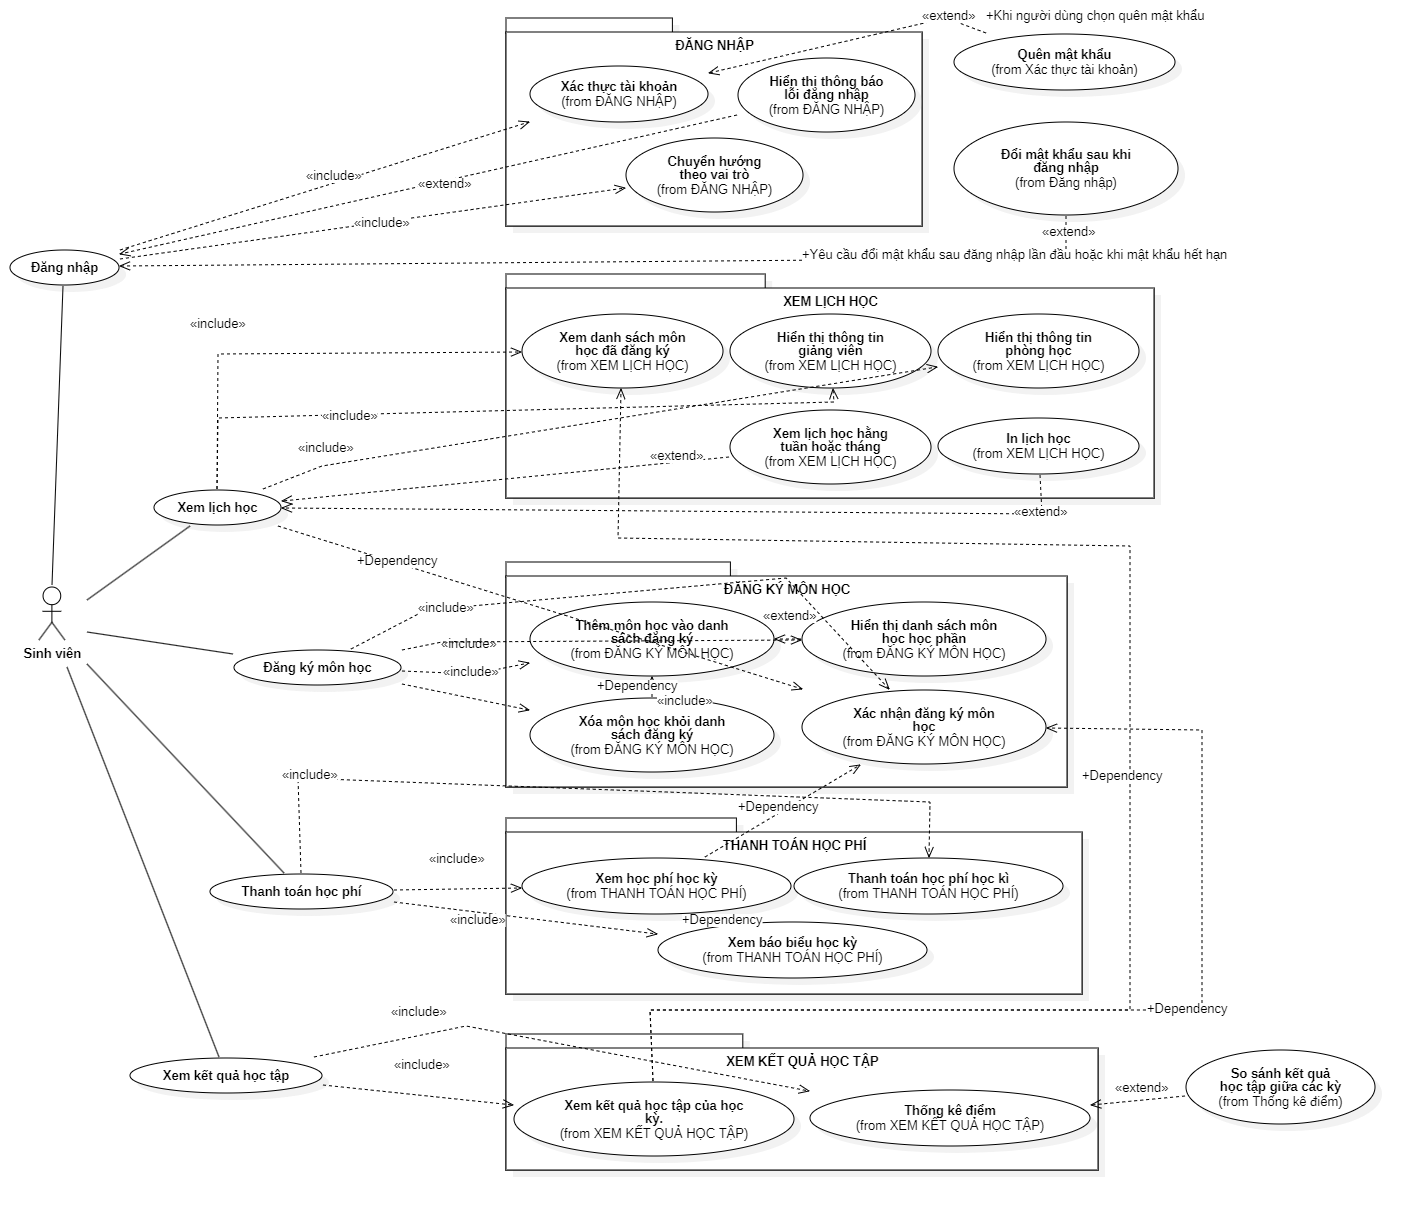 «extend»
+Khi người dùng chọn quên mật khẩu
ĐĂNG NHẬP
Quên mật khẩu
(from Xác thực tài khoản)
Xác thực tài khoản
(from ĐĂNG NHẬP)
Hiển thị thông báo
lỗi đăng nhập
(from ĐĂNG NHẬP)
Chuyển hướng
theo vai trò
(from ĐĂNG NHẬP)
Đổi mật khẩu sau khi
đăng nhập
(from Đăng nhập)
«include»
«extend»
«include»
«extend»
+Yêu cầu đổi mật khẩu sau đăng nhập lần đầu hoặc khi mật khẩu hết hạn
Đăng nhập
XEM LỊCH HỌC
«include»
Xem danh sách môn
học đã đăng ký
(from XEM LỊCH HỌC)
Hiển thị thông tin
giảng viên
(from XEM LỊCH HỌC)
Hiển thị thông tin
phòng học
(from XEM LỊCH HỌC)
«include»
«include»
Xem lịch học hằng
tuần hoặc tháng
(from XEM LỊCH HỌC)
In lịch học
(from XEM LỊCH HỌC)
«extend»
«extend»
Xem lịch học
+Dependency
ĐĂNG KÝ MÔN HỌC
«include»
«extend»
Thêm môn học vào danh
sách đăng ký
(from ĐĂNG KÝ MÔN HỌC)
Hiển thị danh sách môn
học học phần
(from ĐĂNG KÝ MÔN HỌC)
Sinh viên
«include»
Đăng ký môn học
«include»
+Dependency
«include»
Xóa môn học khỏi danh
sách đăng ký
(from ĐĂNG KÝ MÔN HỌC)
Xác nhận đăng ký môn
học
(from ĐĂNG KÝ MÔN HỌC)
«include»
+Dependency
+Dependency
THANH TOÁN HỌC PHÍ
«include»
Xem học phí học kỳ
(from THANH TOÁN HỌC PHÍ)
Thanh toán học phí học kì
(from THANH TOÁN HỌC PHÍ)
Thanh toán học phí
«include»
+Dependency
Xem báo biểu học kỳ
(from THANH TOÁN HỌC PHÍ)
«include»
+Dependency
XEM KẾT QUẢ HỌC TẬP
«include»
Xem kết quả học tập
Xem kết quả học tập của học
kỳ.
(from XEM KẾT QUẢ HỌC TẬP)
Thống kê điểm
(from XEM KẾT QUẢ HỌC TẬP)
«extend»
So sánh kết quả
học tập giữa các kỳ
(from Thống kê điểm)